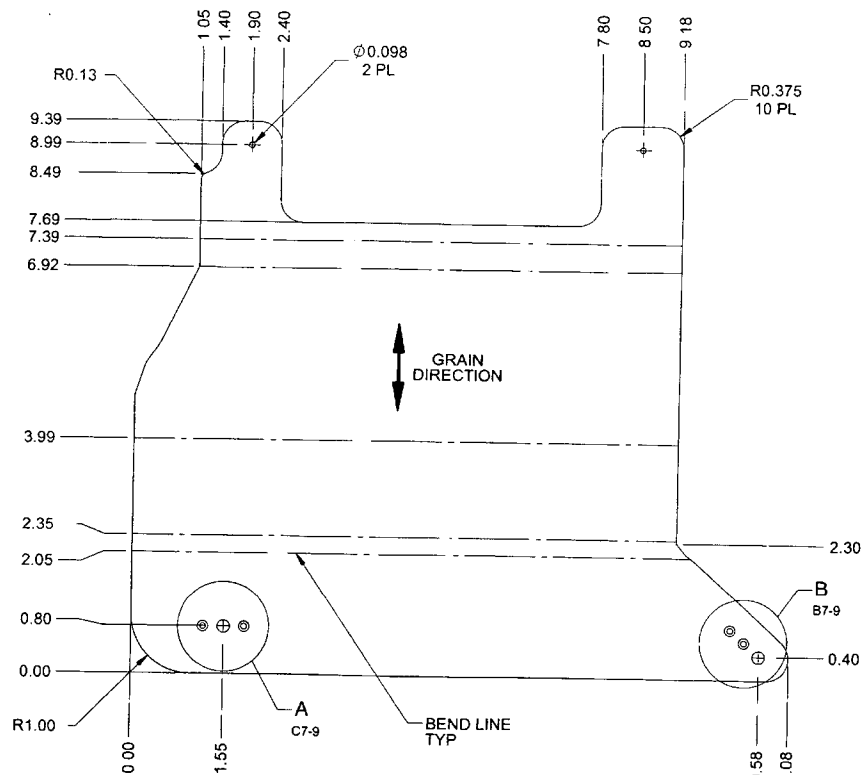 1.05
1.40
1.90
2.40
7.80
8.50
9.18
R0.13
Ø0.098
2 PL
R0.375
10 PL
9.39
8.99
8.49
7.69
7.39
6.92
GRAIN
DIRECTION
3.99
2.35
2.05
2.30
0.80
B
B7-9
0.00
0.40
A
C7-9
R1.00
BEND LINE
TYP
0.00
1.55
.58
.08